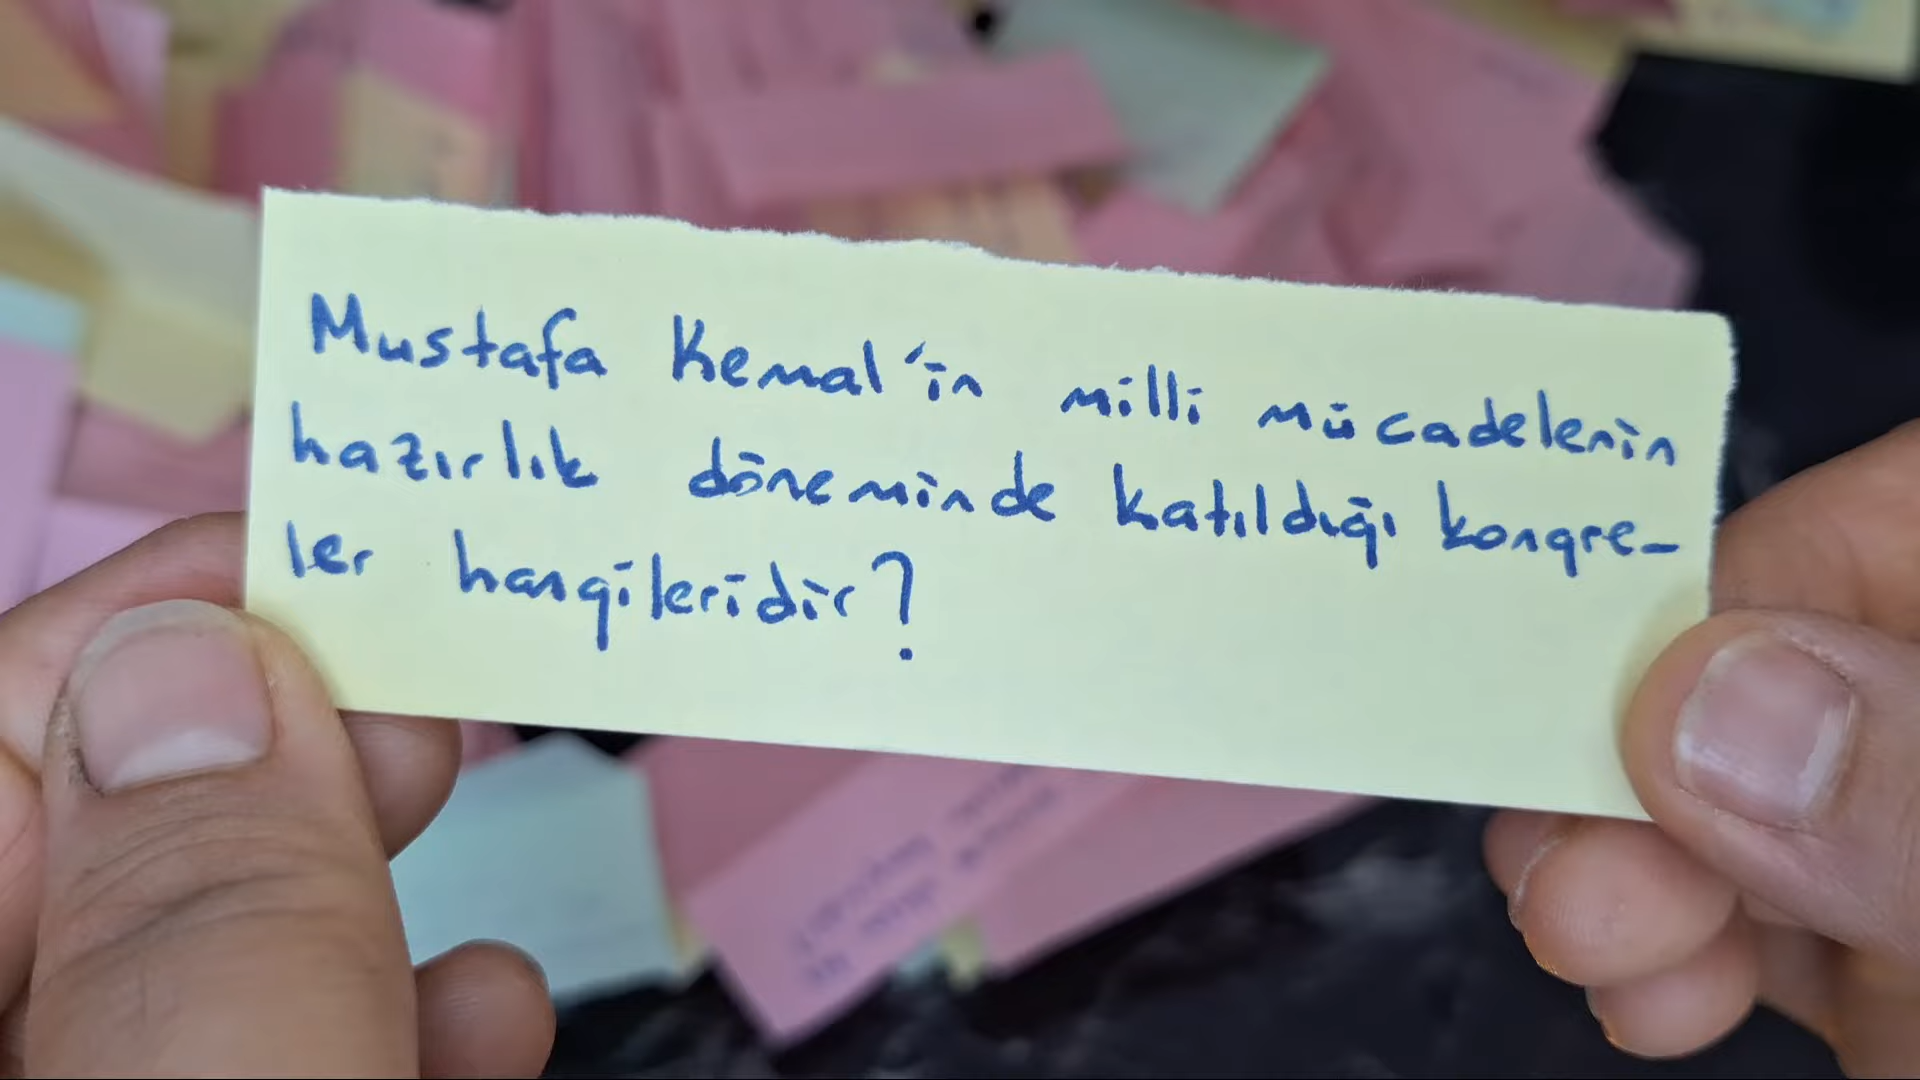 Mustafa Kemal'in milli mücadelenin
hazırlık döneminde katıldığı kongre-
ler hangileridir?